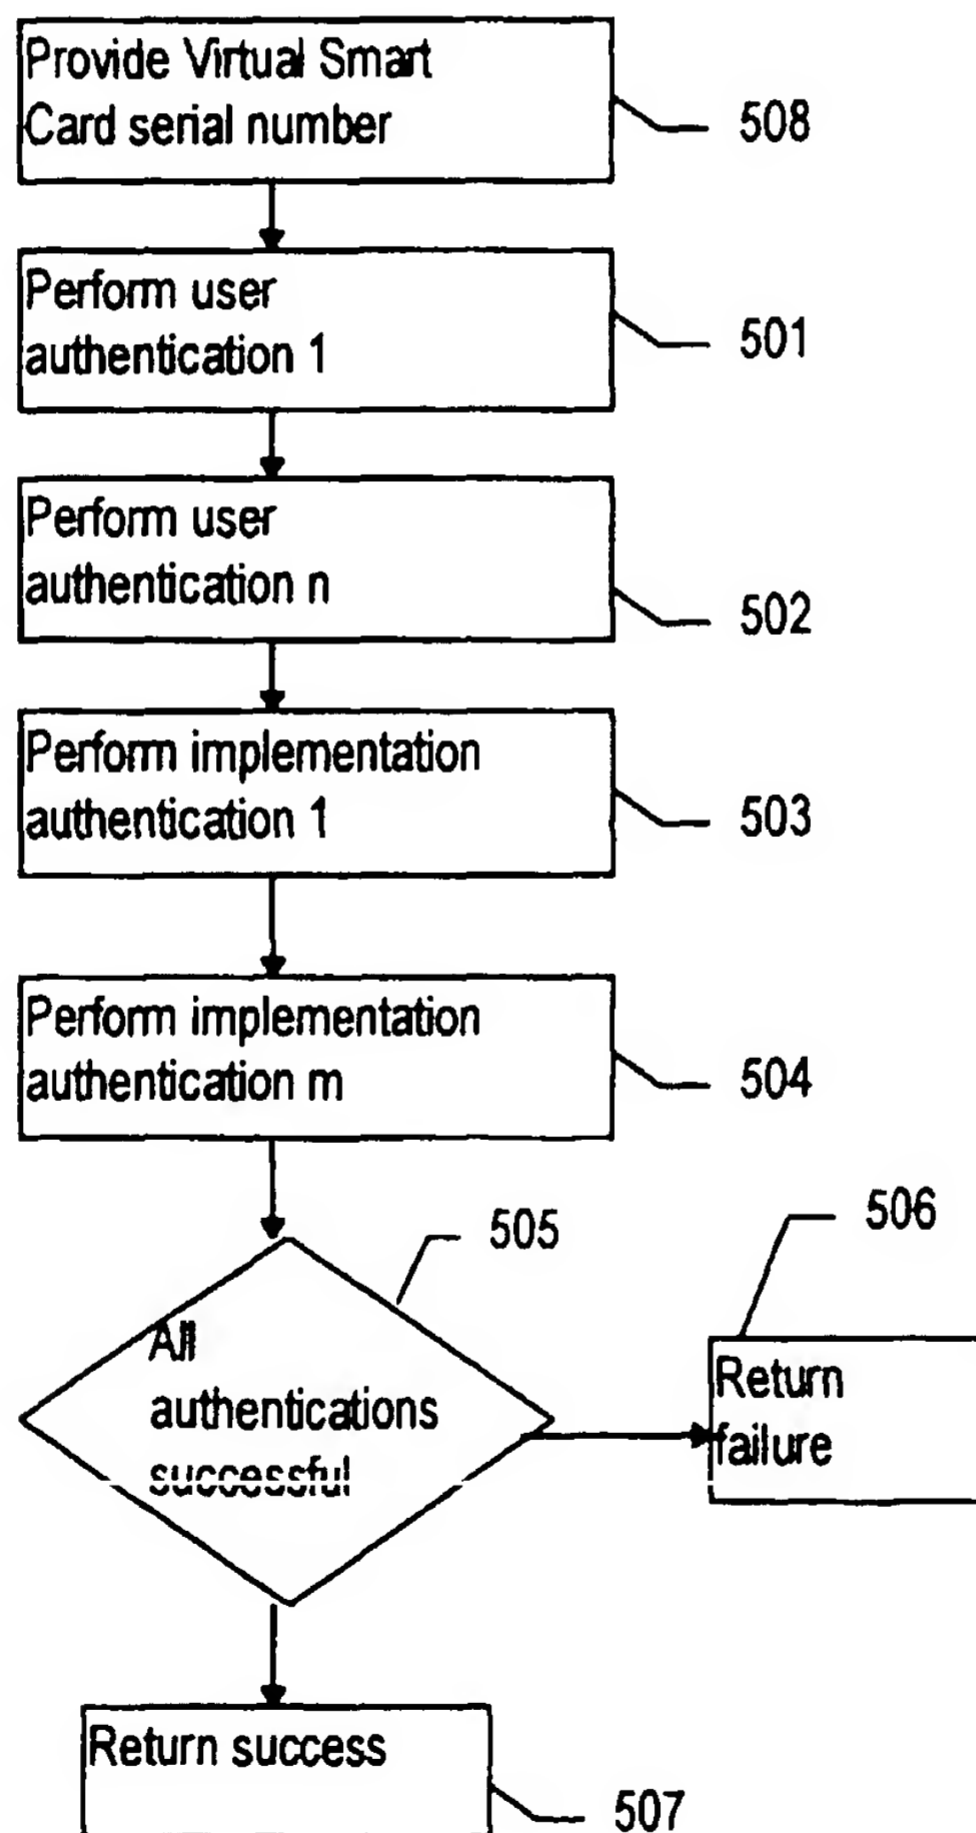 Provide Virtual Smart
Card serial number
508
Perform user
authentication 1
501
Perform user
authentication n
502
Perform implementation
authentication 1
503
Perform implementation
authentication m
504
505
506
All
authentications
successful
Return
failure
Return success
507